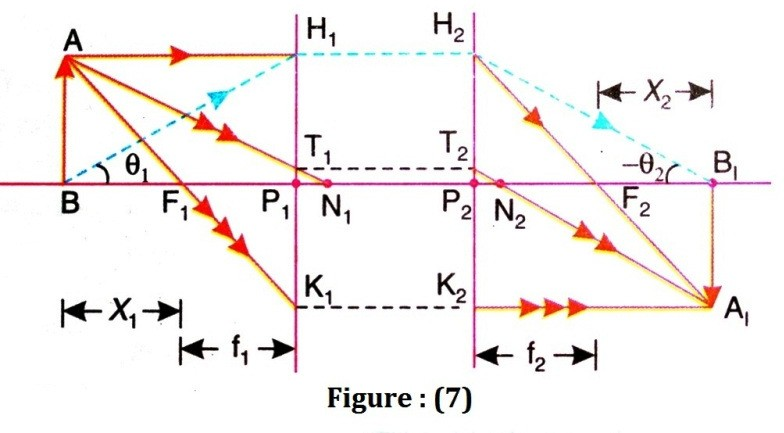 A H₁ H₂
X₂
T₁ T₂
θ₁ -θ₂ B₁
B F₁ P₁ N₁ P₂ N₂ F₂
K₁ K₂ A₁
X₁ f₁ f₂
Figure : (7)